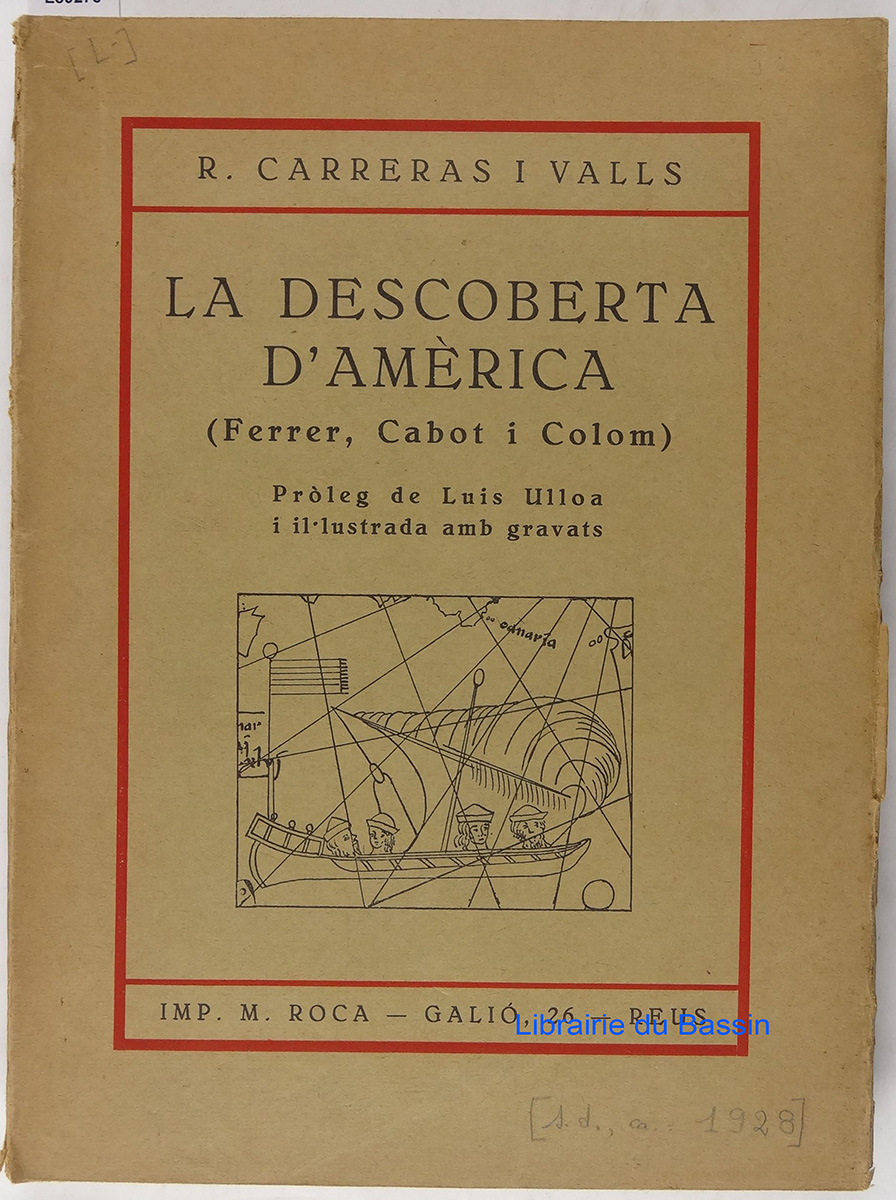 [L.]
R. CARRERAS I VALLS
LA DESCOBERTA
D'AMÈRICA
(Ferrer, Cabot i Colom)
Pròleg de Luis Ulloa
i il·lustrada amb gravats
canaria
mar
IMP. M. ROCA — GALIÓ, 26 — REUS
Librairie du Bassin
[s.d., ca. 1928]